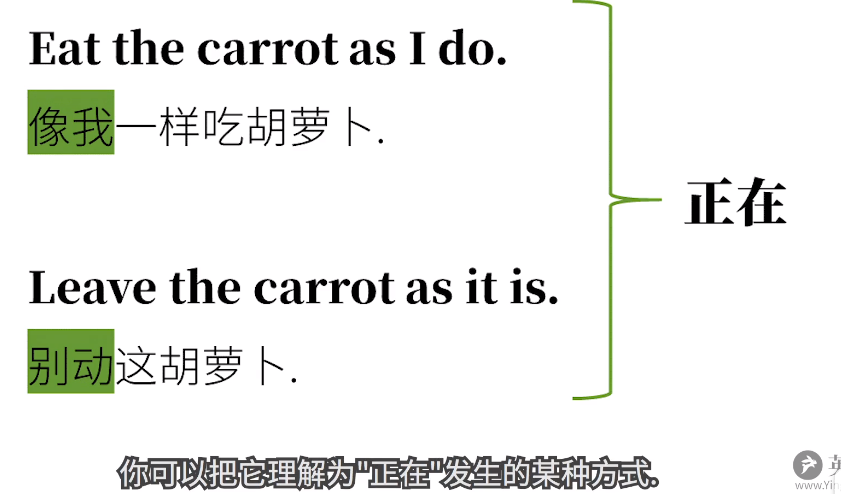 Eat the carrot as I do.
像我一样吃胡萝卜.
正在
Leave the carrot as it is.
别动这胡萝卜.
你可以把它理解为"正在"发生的某种方式.